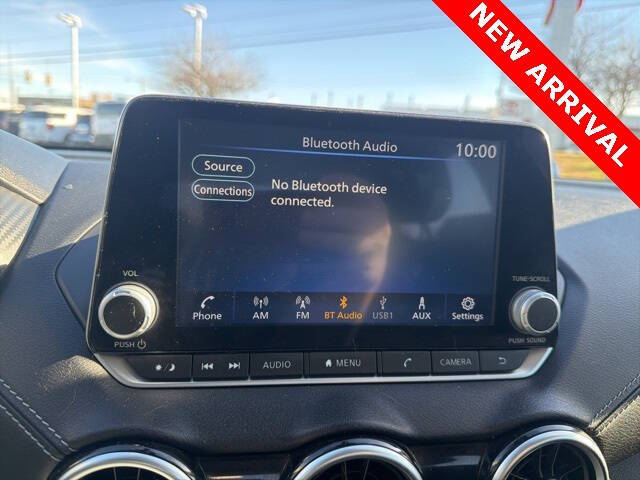 NEW ARRIVAL
Bluetooth Audio
10:00
Source
Connections
No Bluetooth device
connected.
VOL
TUNE·SCROLL
Phone
AM
FM
BT Audio
USB1
AUX
Settings
PUSH
PUSH SOUND
AUDIO
MENU
CAMERA